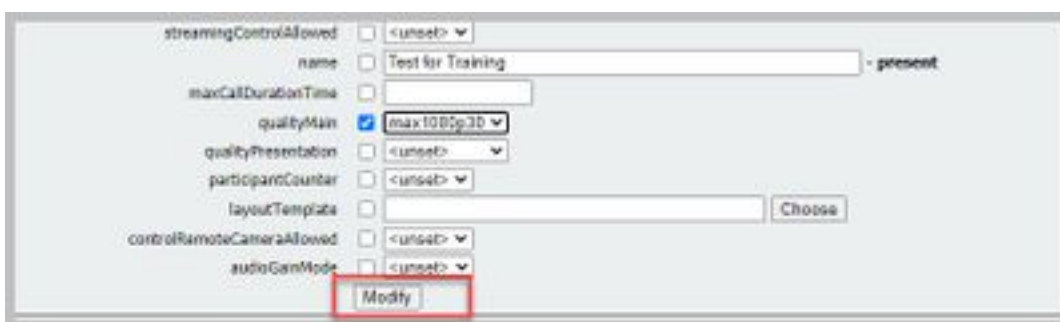 streamingControlAllowed <unset>
name Test for Training - present
maxCallDurationTime
qualityMain max1080p30
qualityPresentation <unset>
participantCounter <unset>
layoutTemplate Choose
controlRemoteCameraAllowed <unset>
audioGainMode <unset>
Modify